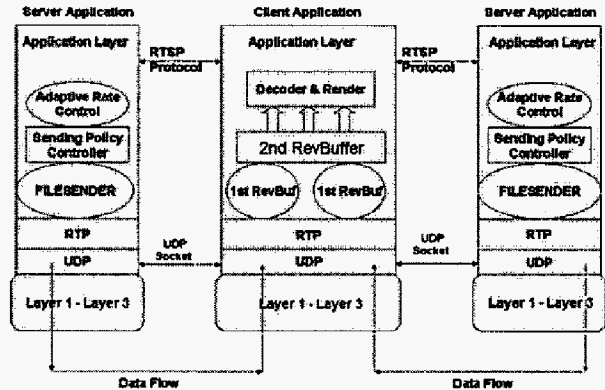 Server Application
Client Application
Server Application
Application Layer
RTSP
Protocol
Application Layer
RTSP
Protocol
Application Layer
Decoder & Render
Adaptive Rate
Control
Adaptive Rate
Control
Sending Policy
Controller
2nd RevBuffer
Sending Policy
Controller
FILESENDER
1st RevBuf
1st RevBuf
FILESENDER
RTP
RTP
RTP
UDP
Socket
UDP
Socket
UDP
UDP
UDP
Layer 1 - Layer 3
Layer 1 - Layer 3
Layer 1 - Layer 3
Data Flow
Data Flow